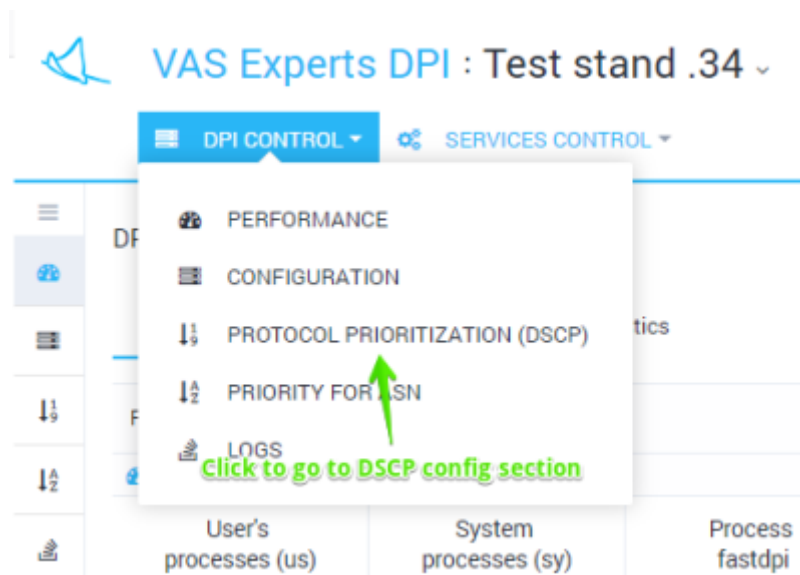 VAS Experts DPI : Test stand .34
DPI CONTROL SERVICES CONTROL
PERFORMANCE
CONFIGURATION
PROTOCOL PRIORITIZATION (DSCP)
tics
PRIORITY FOR ASN
LOGS
Click to go to DSCP config section
User's System Process
processes (us) processes (sy) fastdpi